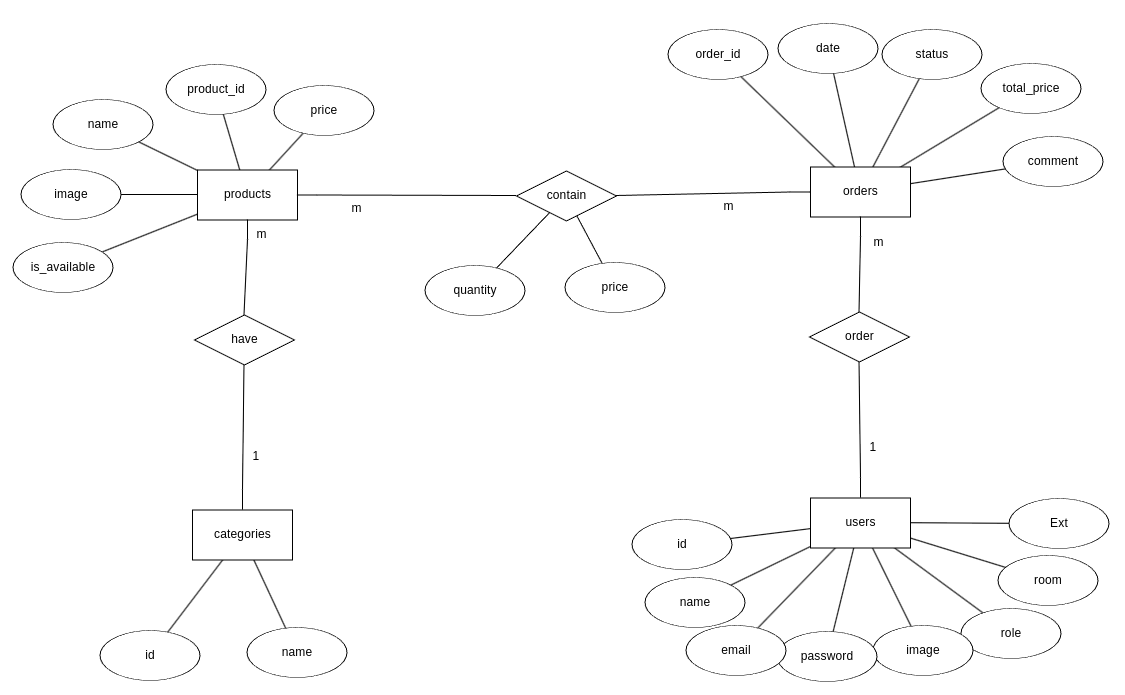 order_id
date
status
total_price
comment
product_id
price
name
image
products
is_available
m
contain
m
orders
quantity
price
m
have
m
order
1
categories
id
name
1
users
id
name
email
password
image
role
room
Ext